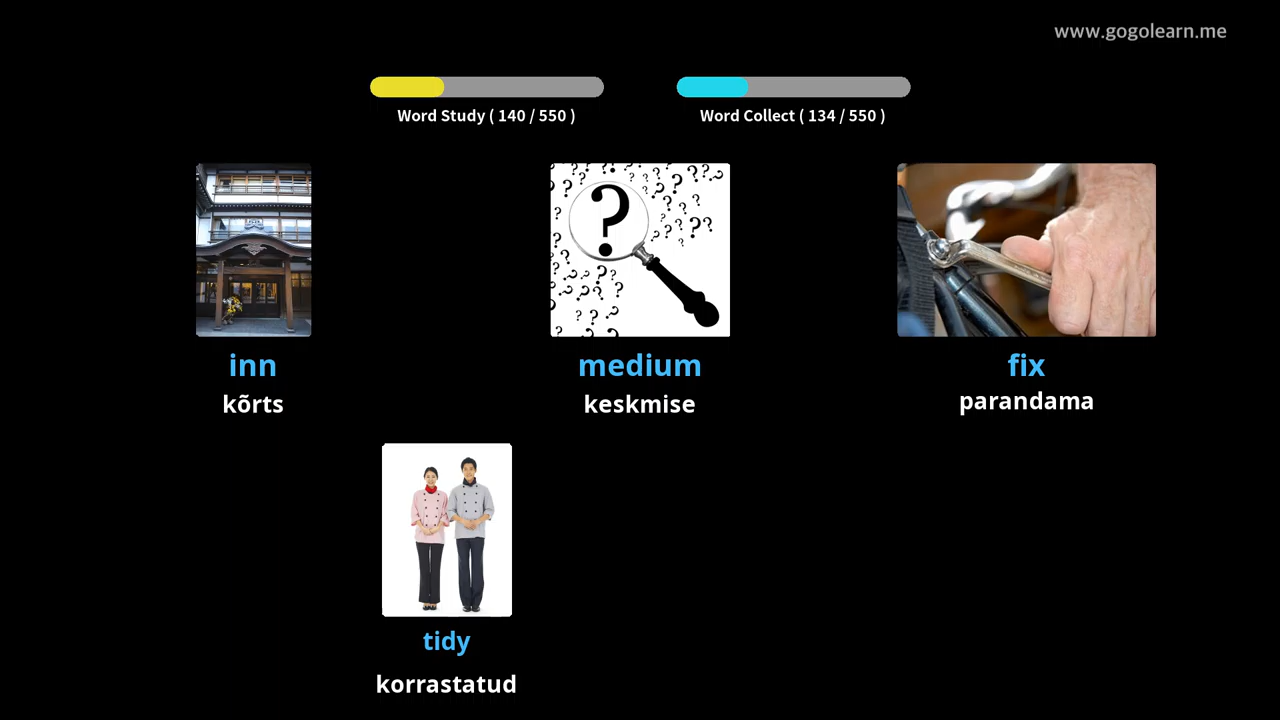 www.gogolearn.me
Word Study ( 140 / 550 )
Word Collect ( 134 / 550 )
inn
kõrts
medium
keskmise
fix
parandama
tidy
korrastatud